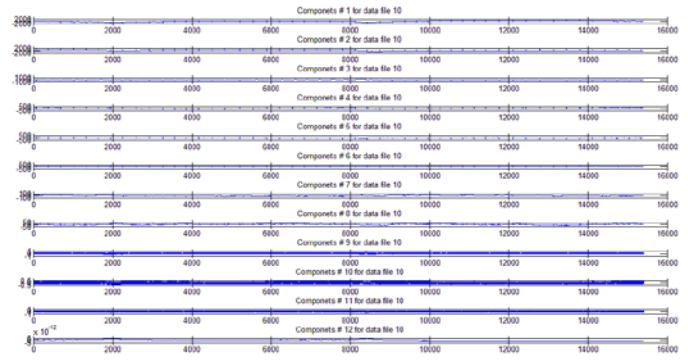 Componets # 1 for data file 10
0 2000 4000 6000 8000 10000 12000 14000 16000
Componets # 2 for data file 10
0 2000 4000 6000 8000 10000 12000 14000 16000
Componets # 3 for data file 10
0 2000 4000 6000 8000 10000 12000 14000 16000
Componets # 4 for data file 10
0 2000 4000 6000 8000 10000 12000 14000 16000
Componets # 5 for data file 10
0 2000 4000 6000 8000 10000 12000 14000 16000
Componets # 6 for data file 10
0 2000 4000 6000 8000 10000 12000 14000 16000
Componets # 7 for data file 10
0 2000 4000 6000 8000 10000 12000 14000 16000
Componets # 8 for data file 10
0 2000 4000 6000 8000 10000 12000 14000 16000
Componets # 9 for data file 10
0 2000 4000 6000 8000 10000 12000 14000 16000
Componets # 10 for data file 10
0 2000 4000 6000 8000 10000 12000 14000 16000
Componets # 11 for data file 10
0 2000 4000 6000 8000 10000 12000 14000 16000
x 10^-12 Componets # 12 for data file 10
0 2000 4000 6000 8000 10000 12000 14000 16000